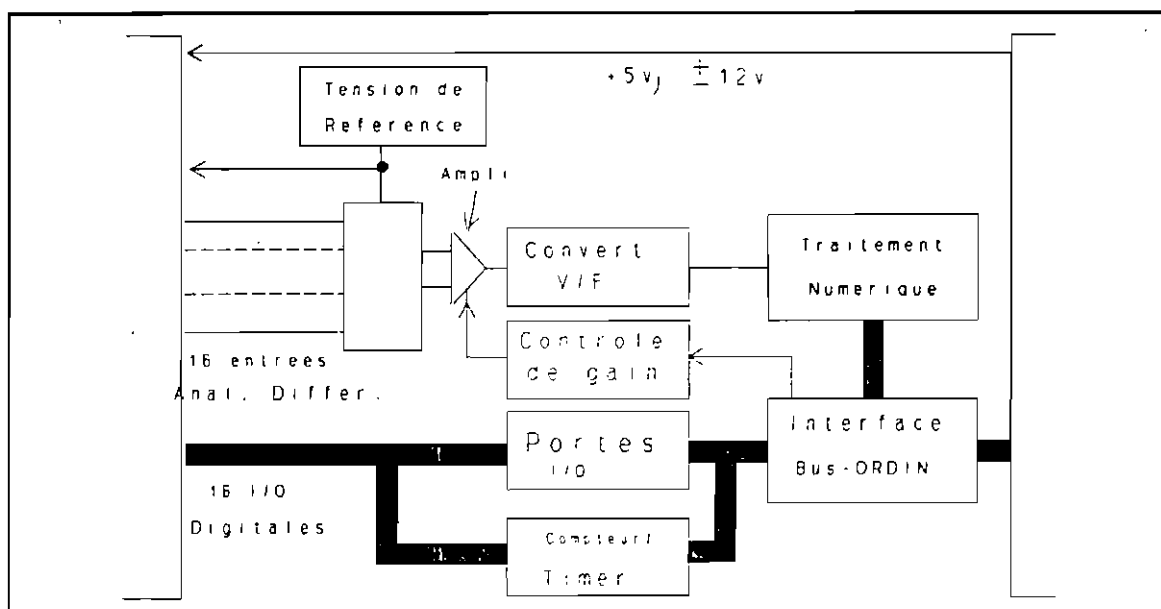 +5v, ±12v
Tension de
Reference
Ampli
Convert
V/F
Traitement
Numerique
Controle
de gain
16 entrees
Anal. Differ.
Portes
I/O
Interface
Bus-ORDIN
16 I/O
Digitales
Compteur/
Timer